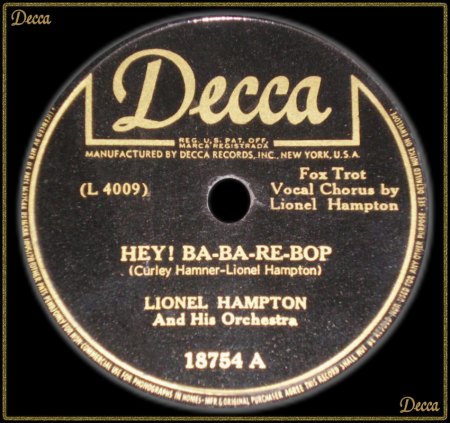 Decca
Decca
REG. U.S. PAT. OFF.
MARCA REGISTRADA
MANUFACTURED BY DECCA RECORDS, INC., NEW YORK, U.S.A.
(L 4009)
Fox Trot
Vocal Chorus by
Lionel Hampton
HEY! BA-BA-RE-BOP
(Curley Hamner-Lionel Hampton)
LIONEL HAMPTON
And His Orchestra
18754 A
Decca